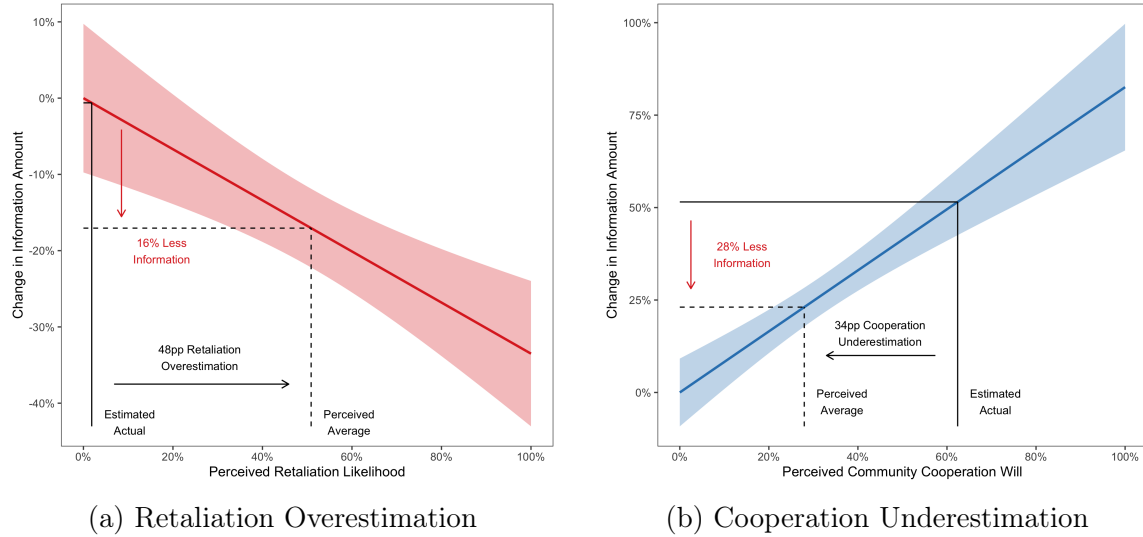 10%
0%
-10%
-20%
-30%
-40%
Change in Information Amount
16% Less
Information
48pp Retaliation
Overestimation
Estimated
Actual
Perceived
Average
0%
20%
40%
60%
80%
100%
Perceived Retaliation Likelihood
(a) Retaliation Overestimation
100%
75%
50%
25%
0%
Change in Information Amount
28% Less
Information
34pp Cooperation
Underestimation
Perceived
Average
Estimated
Actual
0%
20%
40%
60%
80%
100%
Perceived Community Cooperation Will
(b) Cooperation Underestimation